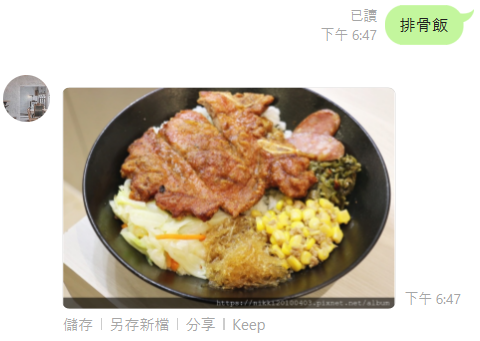 已讀
下午 6:47
排骨飯
https://nikki20180403.pixnet.net/album
下午 6:47
儲存 | 另存新檔 | 分享 | Keep